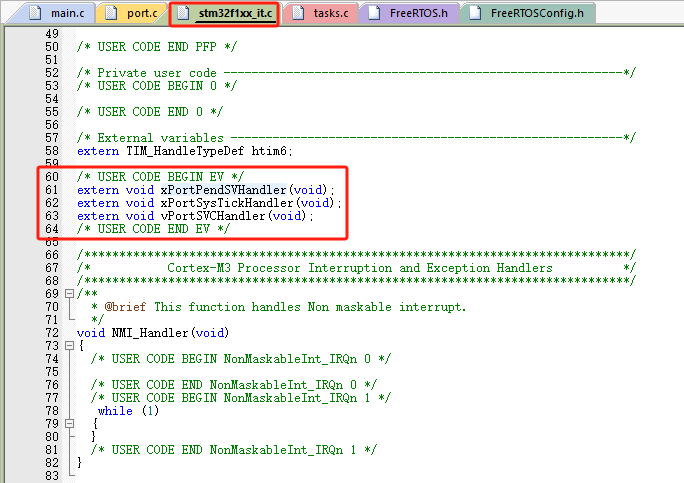 main.c port.c stm32f1xx_it.c tasks.c FreeRTOS.h FreeRTOSConfig.h
49
50 /* USER CODE END PFP */
51
52 /* Private user code ---------------------------------------------------------*/
53 /* USER CODE BEGIN 0 */
54
55 /* USER CODE END 0 */
56
57 /* External variables --------------------------------------------------------*/
58 extern TIM_HandleTypeDef htim6;
59
60 /* USER CODE BEGIN EV */
61 extern void xPortPendSVHandler(void);
62 extern void xPortSysTickHandler(void);
63 extern void vPortSVCHandler(void);
64 /* USER CODE END EV */
65
66 /******************************************************************************/
67 /*           Cortex-M3 Processor Interruption and Exception Handlers          */
68 /******************************************************************************/
69 /**
70   * @brief This function handles Non maskable interrupt.
71   */
72 void NMI_Handler(void)
73 {
74   /* USER CODE BEGIN NonMaskableInt_IRQn 0 */
75
76   /* USER CODE END NonMaskableInt_IRQn 0 */
77   /* USER CODE BEGIN NonMaskableInt_IRQn 1 */
78    while (1)
79   {
80   }
81   /* USER CODE END NonMaskableInt_IRQn 1 */
82 }
83